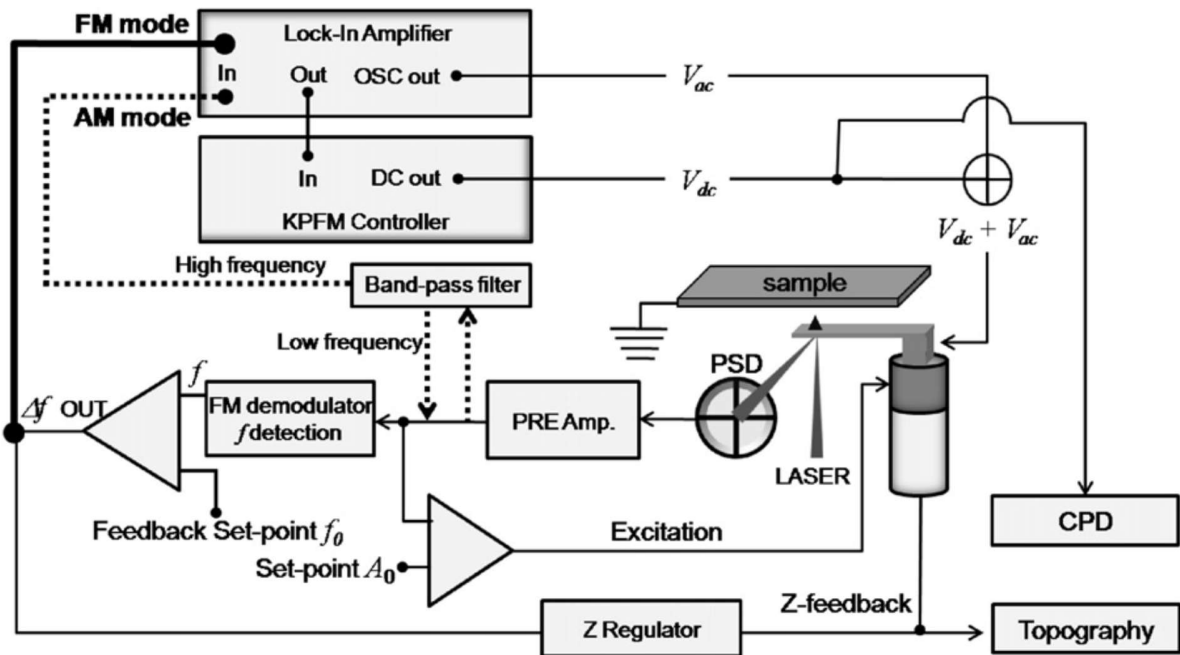 FM mode
Lock-In Amplifier
In
Out
OSC out
AM mode
V_ac
In
DC out
KPFM Controller
V_dc
V_dc + V_ac
High frequency
Band-pass filter
Low frequency
sample
PSD
LASER
PRE Amp.
FM demodulator
f detection
f
Δf OUT
Feedback Set-point f_0
Set-point A_0
Excitation
CPD
Z-feedback
Z Regulator
Topography